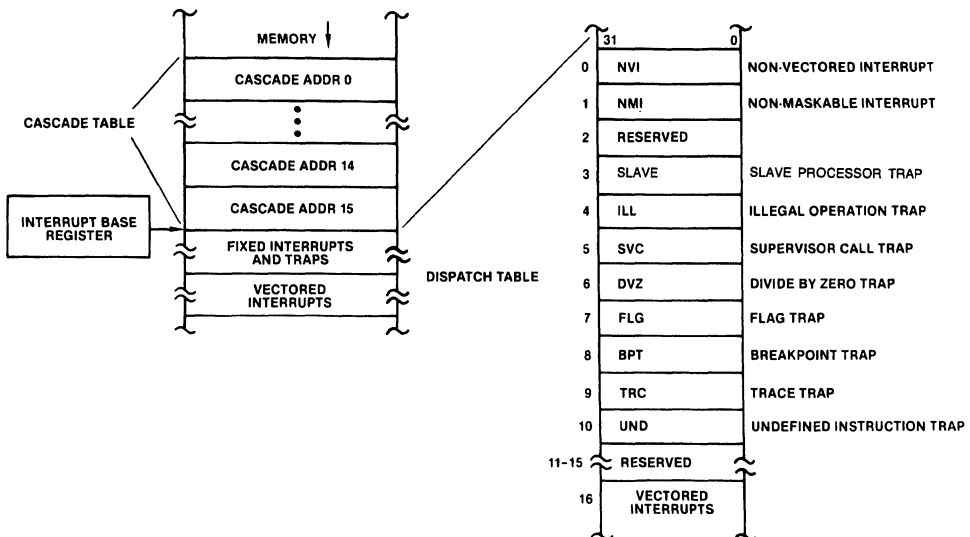 MEMORY
CASCADE ADDR 0
CASCADE TABLE
CASCADE ADDR 14
CASCADE ADDR 15
INTERRUPT BASE
REGISTER
FIXED INTERRUPTS
AND TRAPS
VECTORED
INTERRUPTS
DISPATCH TABLE
31 0
0 NVI NON-VECTORED INTERRUPT
1 NMI NON-MASKABLE INTERRUPT
2 RESERVED
3 SLAVE SLAVE PROCESSOR TRAP
4 ILL ILLEGAL OPERATION TRAP
5 SVC SUPERVISOR CALL TRAP
6 DVZ DIVIDE BY ZERO TRAP
7 FLG FLAG TRAP
8 BPT BREAKPOINT TRAP
9 TRC TRACE TRAP
10 UND UNDEFINED INSTRUCTION TRAP
11-15 RESERVED
16 VECTORED
INTERRUPTS